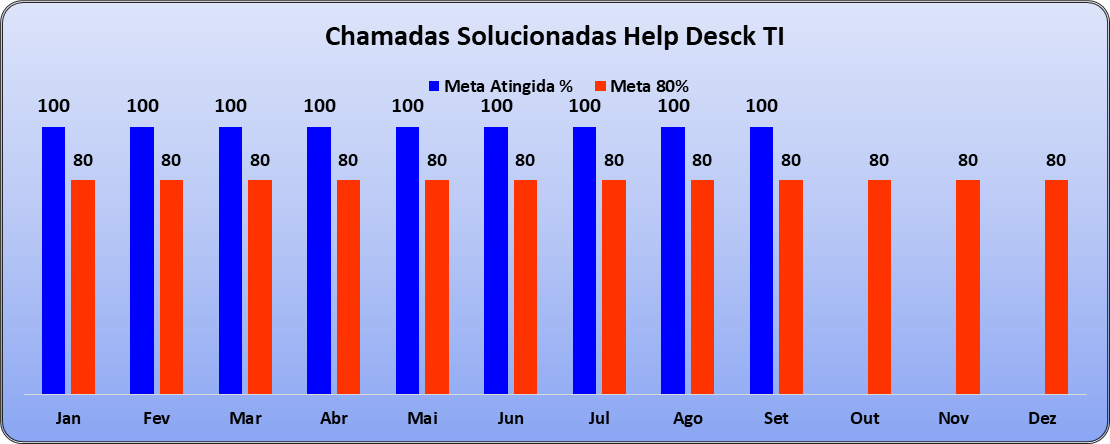 Chamadas Solucionadas Help Desck TI
Meta Atingida % Meta 80%
100 100 100 100 100 100 100 100 100
80 80 80 80 80 80 80 80 80 80 80 80
Jan Fev Mar Abr Mai Jun Jul Ago Set Out Nov Dez